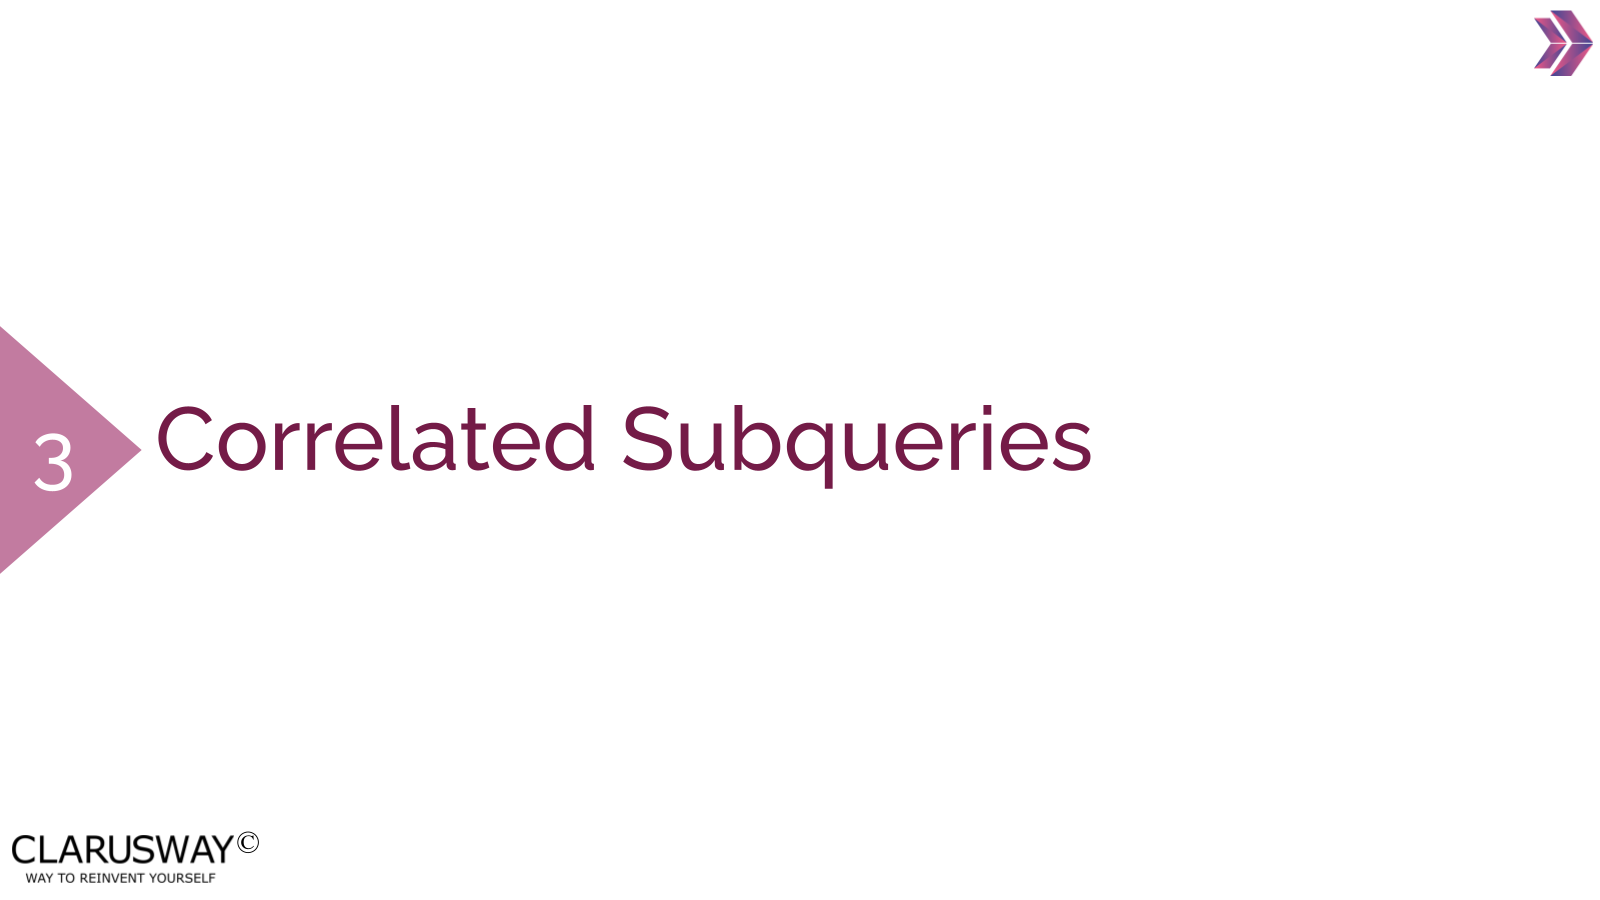 3
Correlated Subqueries
CLARUSWAY©
WAY TO REINVENT YOURSELF